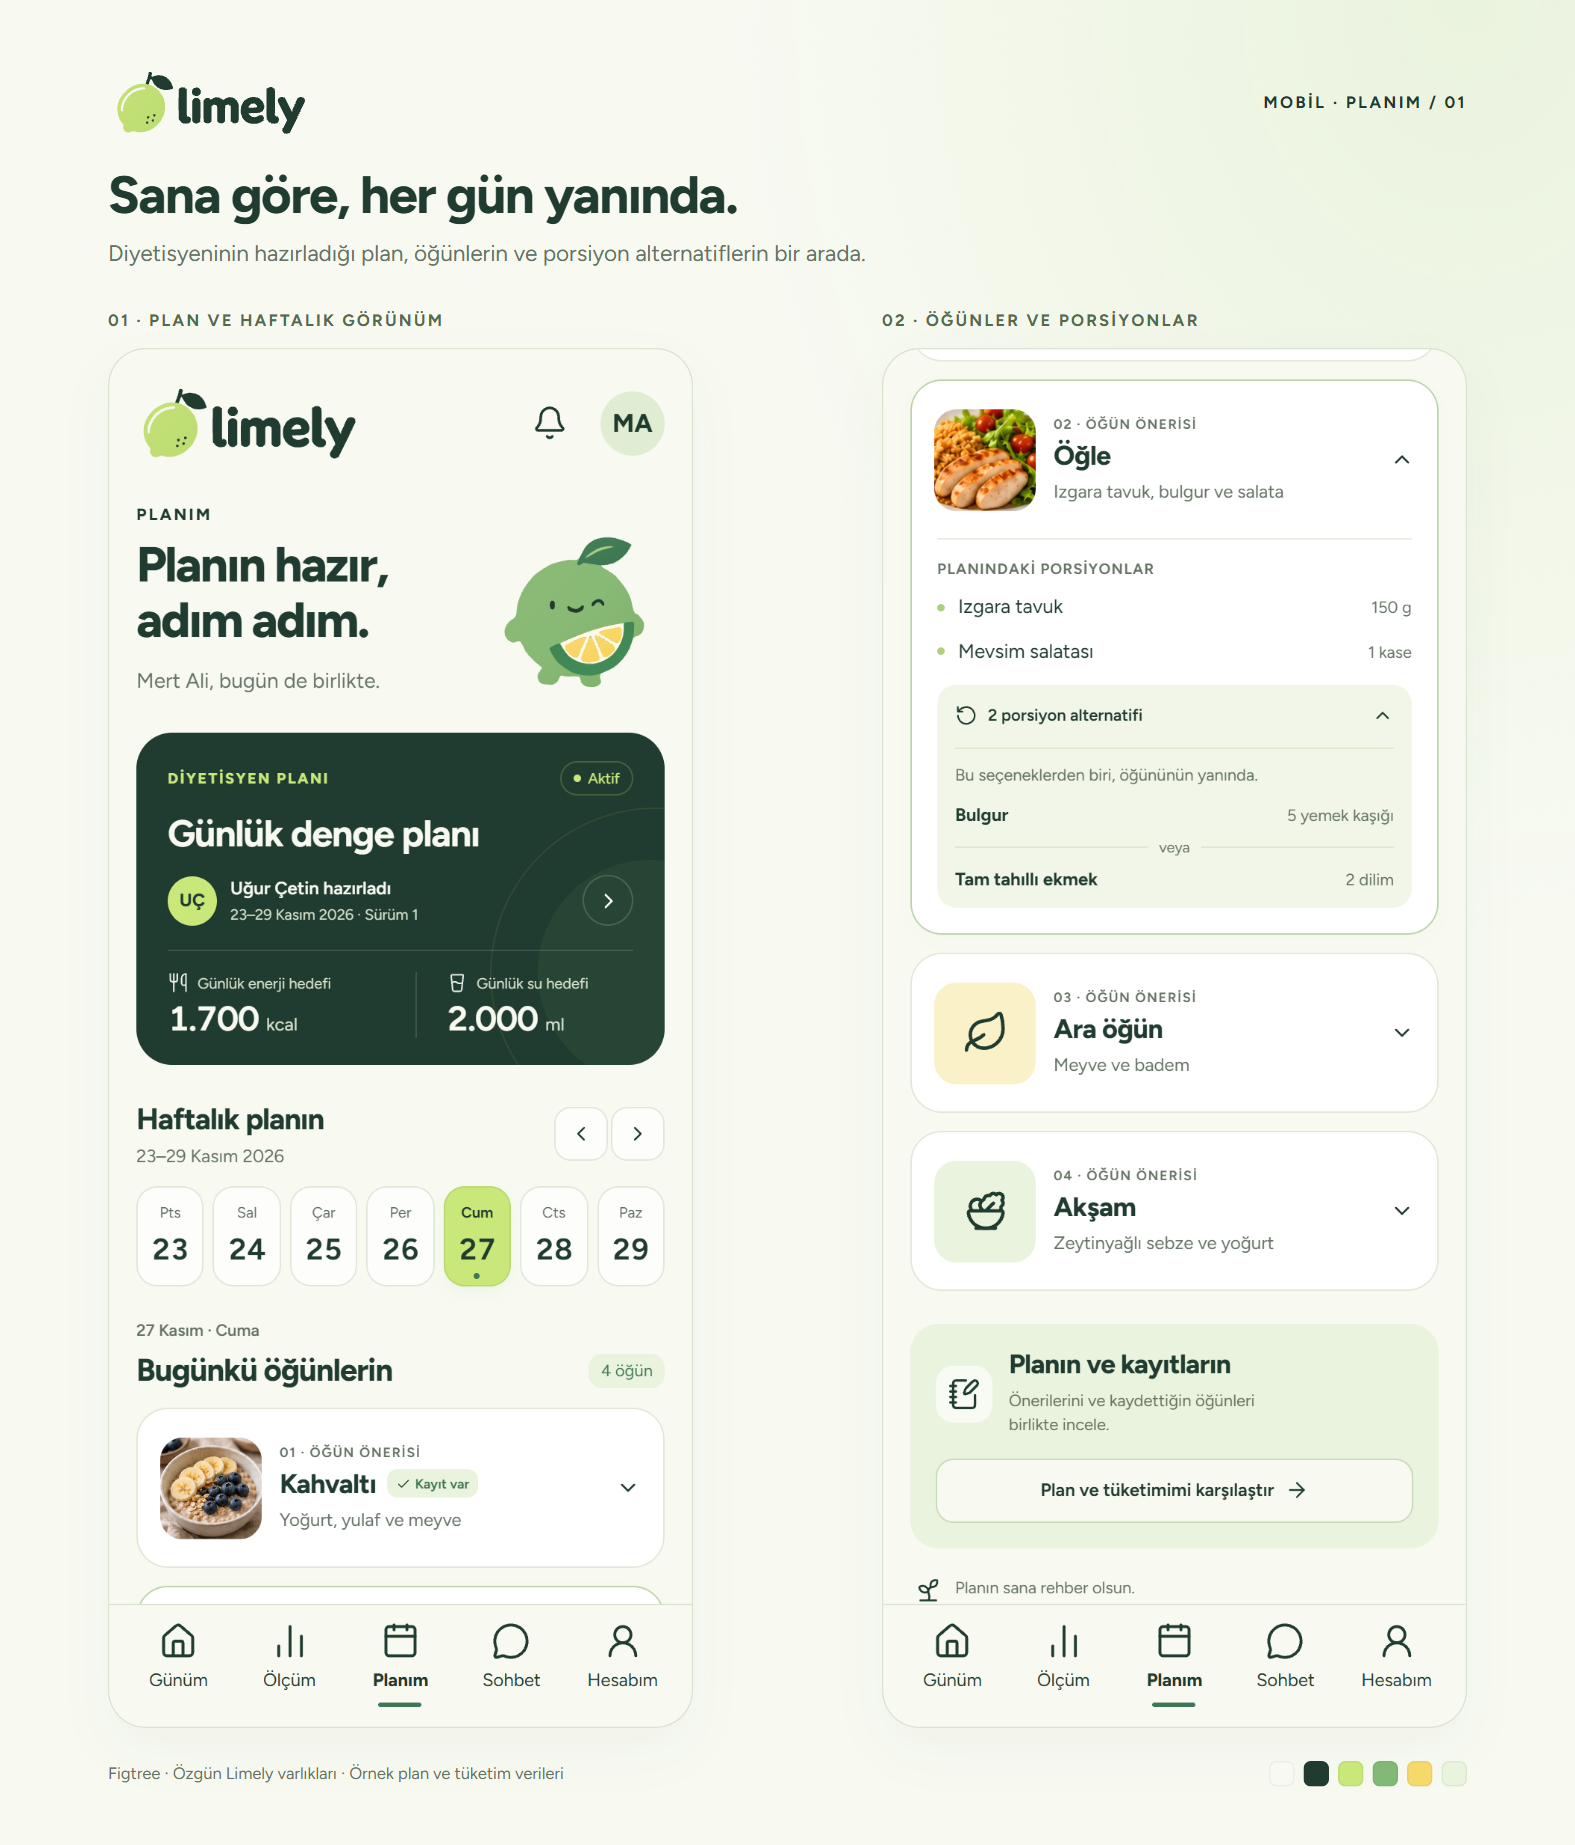 limely
MOBİL · PLANIM / 01
Sana göre, her gün yanında.
Diyetisyeninin hazırladığı plan, öğünlerin ve porsiyon alternatiflerin bir arada.
01 · PLAN VE HAFTALIK GÖRÜNÜM
limely
MA
PLANIM
Planın hazır,
adım adım.
Mert Ali, bugün de birlikte.
DİYETİSYEN PLANI
Aktif
Günlük denge planı
UÇ
Uğur Çetin hazırladı
23–29 Kasım 2026 · Sürüm 1
Günlük enerji hedefi
1.700 kcal
Günlük su hedefi
2.000 ml
Haftalık planın
23–29 Kasım 2026
Pts Sal Çar Per Cum Cts Paz
23 24 25 26 27 28 29
27 Kasım · Cuma
Bugünkü öğünlerin
4 öğün
01 · ÖĞÜN ÖNERİSİ
Kahvaltı
Kayıt var
Yoğurt, yulaf ve meyve
Günüm Ölçüm Planım Sohbet Hesabım
02 · ÖĞÜNLER VE PORSİYONLAR
02 · ÖĞÜN ÖNERİSİ
Öğle
Izgara tavuk, bulgur ve salata
PLANINDAKİ PORSİYONLAR
Izgara tavuk 150 g
Mevsim salatası 1 kase
2 porsiyon alternatifi
Bu seçeneklerden biri, öğününün yanında.
Bulgur 5 yemek kaşığı
veya
Tam tahıllı ekmek 2 dilim
03 · ÖĞÜN ÖNERİSİ
Ara öğün
Meyve ve badem
04 · ÖĞÜN ÖNERİSİ
Akşam
Zeytinyağlı sebze ve yoğurt
Planın ve kayıtların
Önerilerini ve kaydettiğin öğünleri
birlikte incele.
Plan ve tüketimimi karşılaştır
Planın sana rehber olsun.
Günüm Ölçüm Planım Sohbet Hesabım
Figtree · Özgün Limely varlıkları · Örnek plan ve tüketim verileri